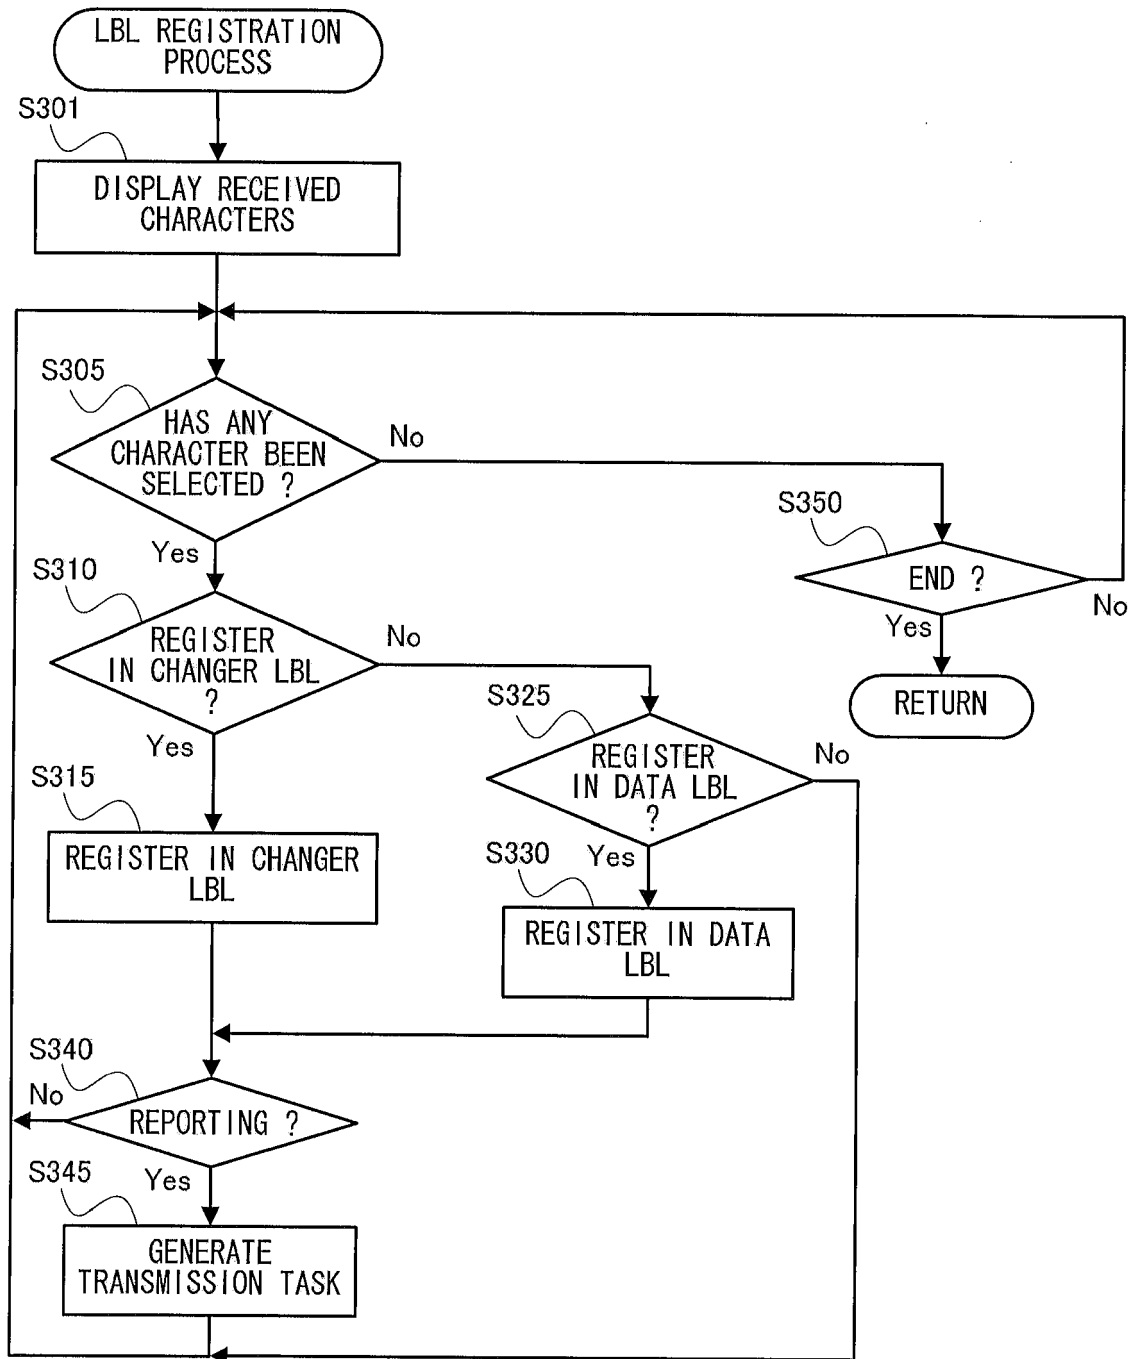 LBL REGISTRATION
PROCESS
S301
DISPLAY RECEIVED
CHARACTERS
S305
HAS ANY
CHARACTER BEEN
SELECTED ?
No
Yes
S350
END ?
No
Yes
RETURN
S310
REGISTER
IN CHANGER LBL
?
No
Yes
S325
REGISTER
IN DATA LBL
?
No
Yes
S315
REGISTER IN CHANGER
LBL
S330
REGISTER IN DATA
LBL
S340
No
REPORTING ?
Yes
S345
GENERATE
TRANSMISSION TASK